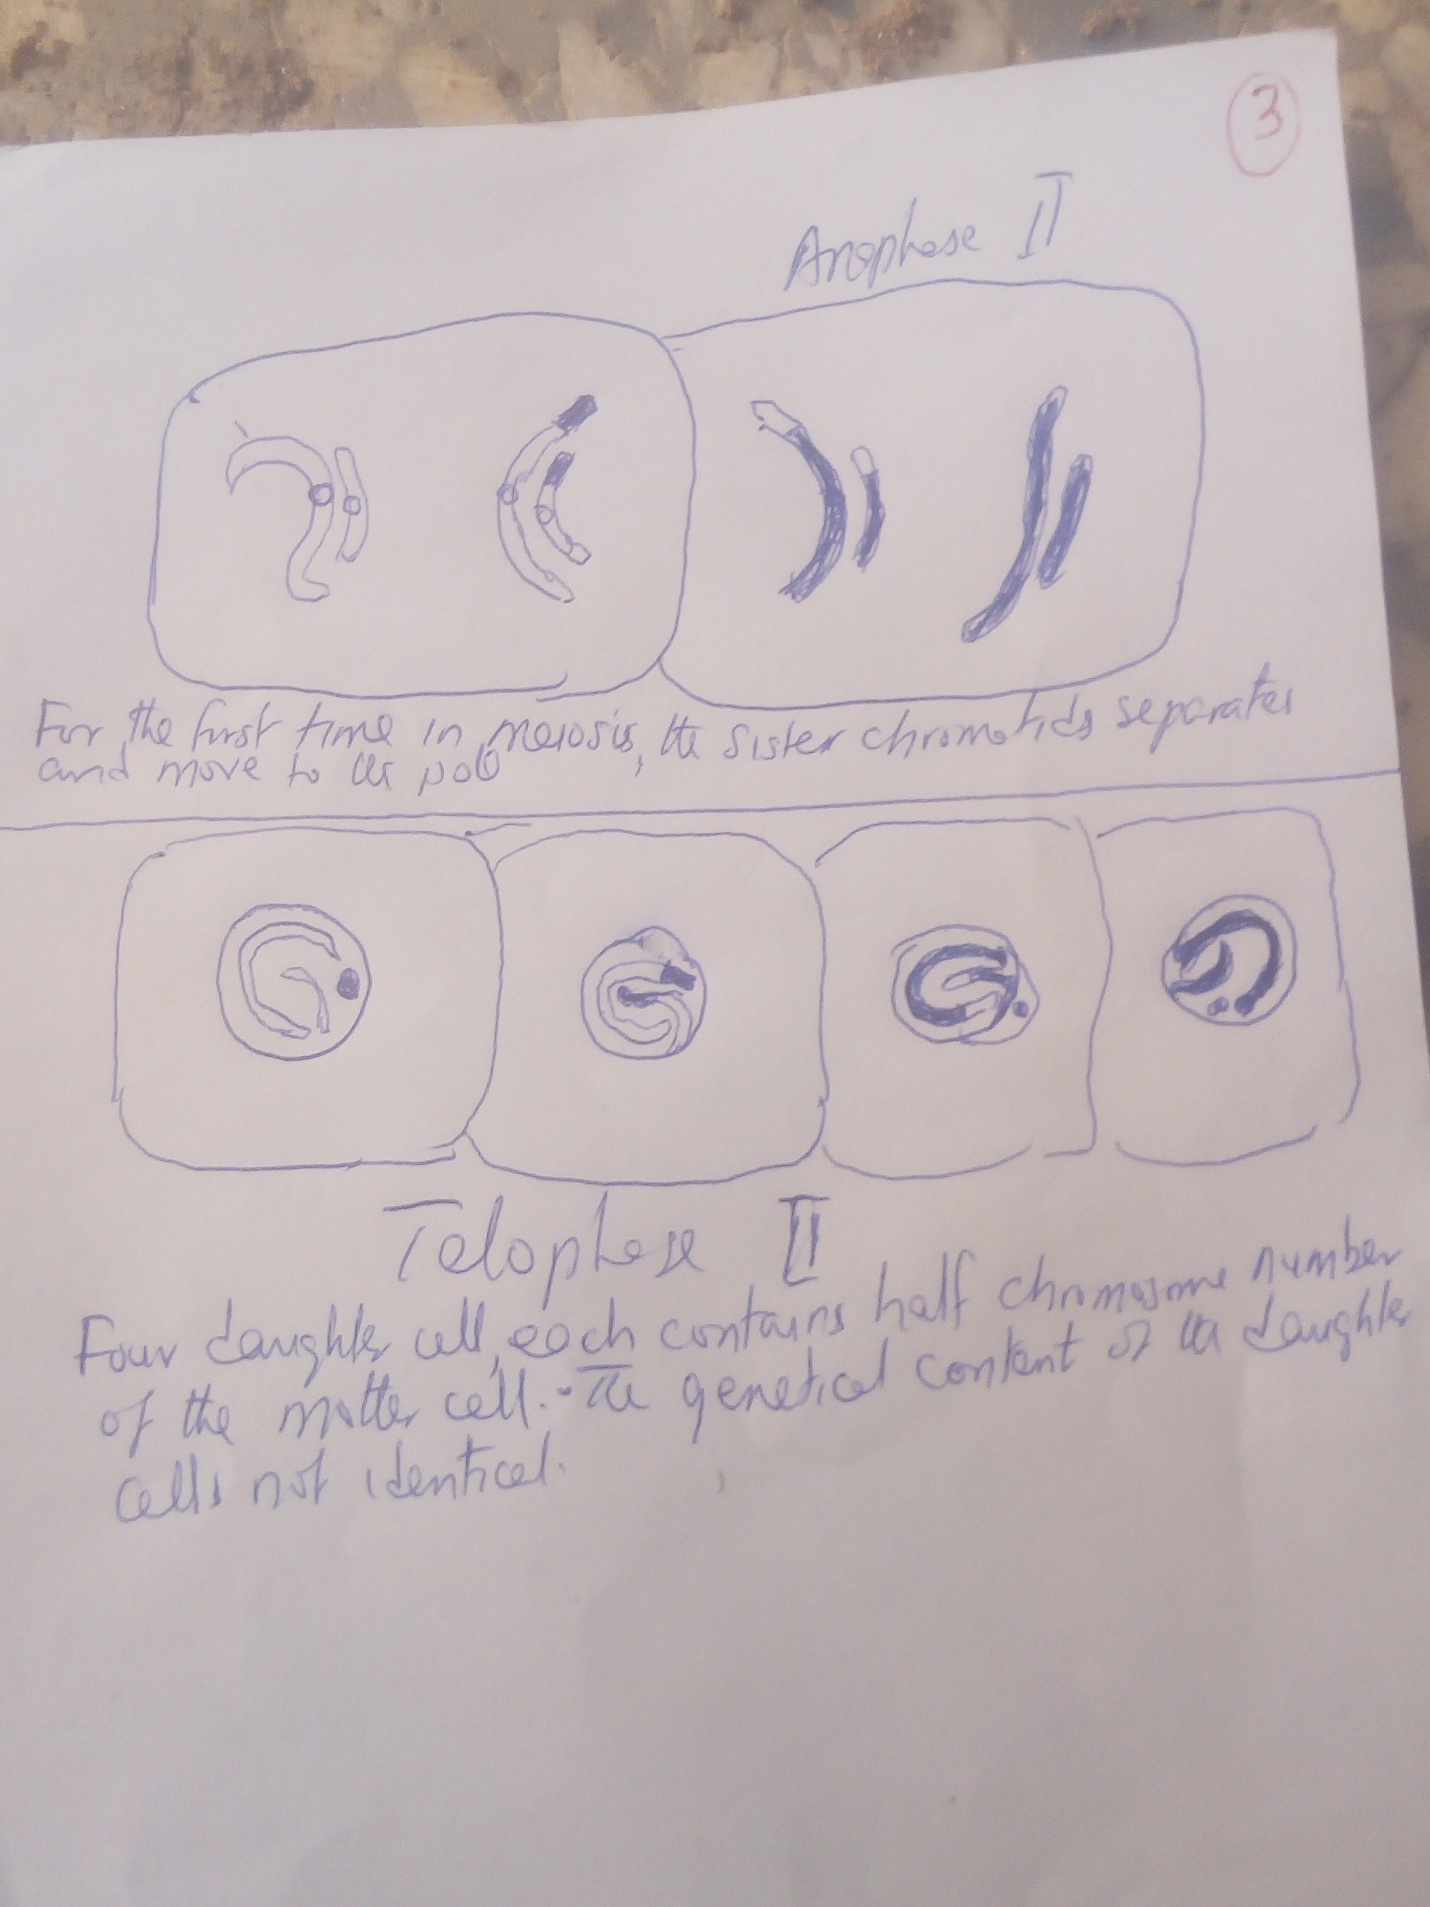 3
Anaphase II
For the first time in meiosis, the sister chromatids separates
and move to the pole
Telophase II
Four daughter cell, each contains half chromosome number
of the motter cell. - The genetical content of the daughter
cells not identical.